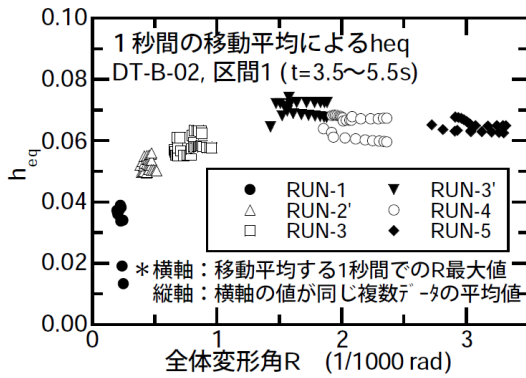 1秒間の移動平均によるheq
DT-B-02, 区間1 (t=3.5～5.5s)
0.10
0.08
0.06
0.04
0.02
0.00
heq
RUN-1
RUN-2'
RUN-3
RUN-3'
RUN-4
RUN-5
＊横軸：移動平均する1秒間でのR最大値
縦軸：横軸の値が同じ複数ﾃﾞｰﾀの平均値
0 1 2 3
全体変形角R (1/1000 rad)